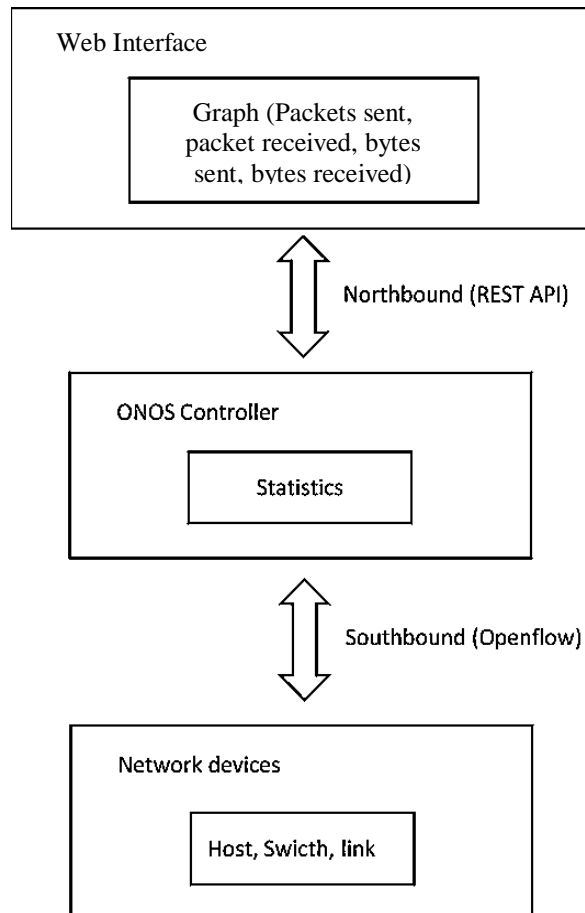 Web Interface
Graph (Packets sent,
packet received, bytes
sent, bytes received)
Northbound (REST API)
ONOS Controller
Statistics
Southbound (Openflow)
Network devices
Host, Swicth, link